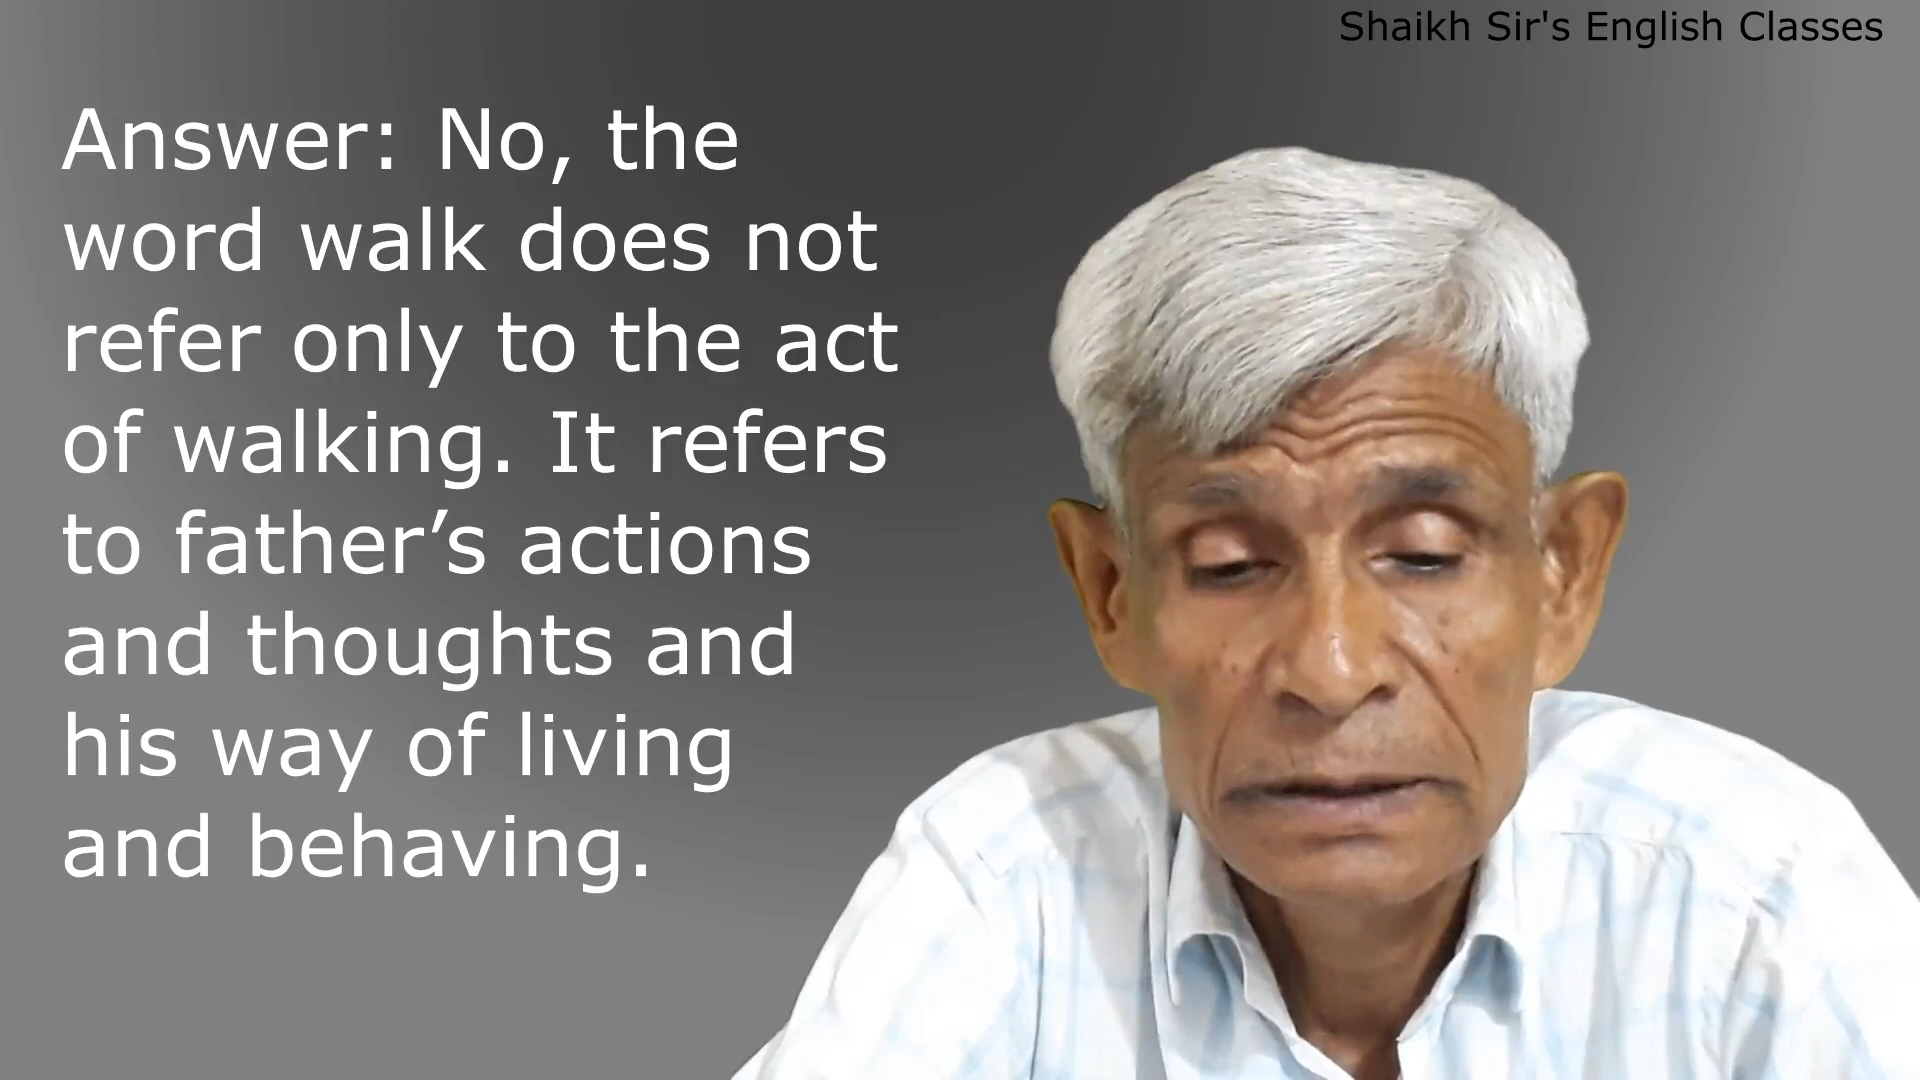 Shaikh Sir's English Classes
Answer: No, the
word walk does not
refer only to the act
of walking. It refers
to father’s actions
and thoughts and
his way of living
and behaving.